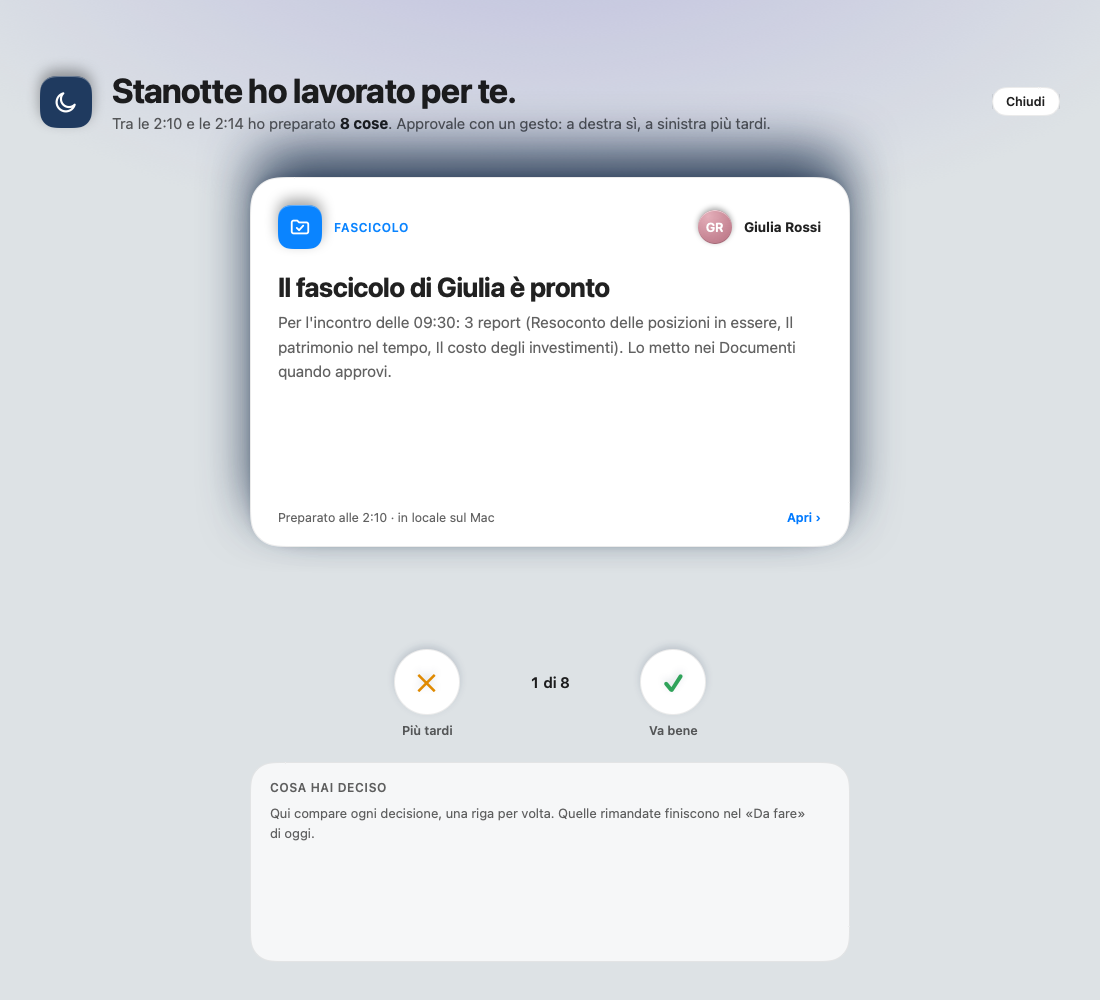 Stanotte ho lavorato per te.
Tra le 2:10 e le 2:14 ho preparato 8 cose. Approvale con un gesto: a destra sì, a sinistra più tardi.
Chiudi
FASCICOLO
GR
Giulia Rossi
Il fascicolo di Giulia è pronto
Per l'incontro delle 09:30: 3 report (Resoconto delle posizioni in essere, Il
patrimonio nel tempo, Il costo degli investimenti). Lo metto nei Documenti
quando approvi.
Preparato alle 2:10 · in locale sul Mac
Apri ›
1 di 8
Più tardi
Va bene
COSA HAI DECISO
Qui compare ogni decisione, una riga per volta. Quelle rimandate finiscono nel «Da fare»
di oggi.